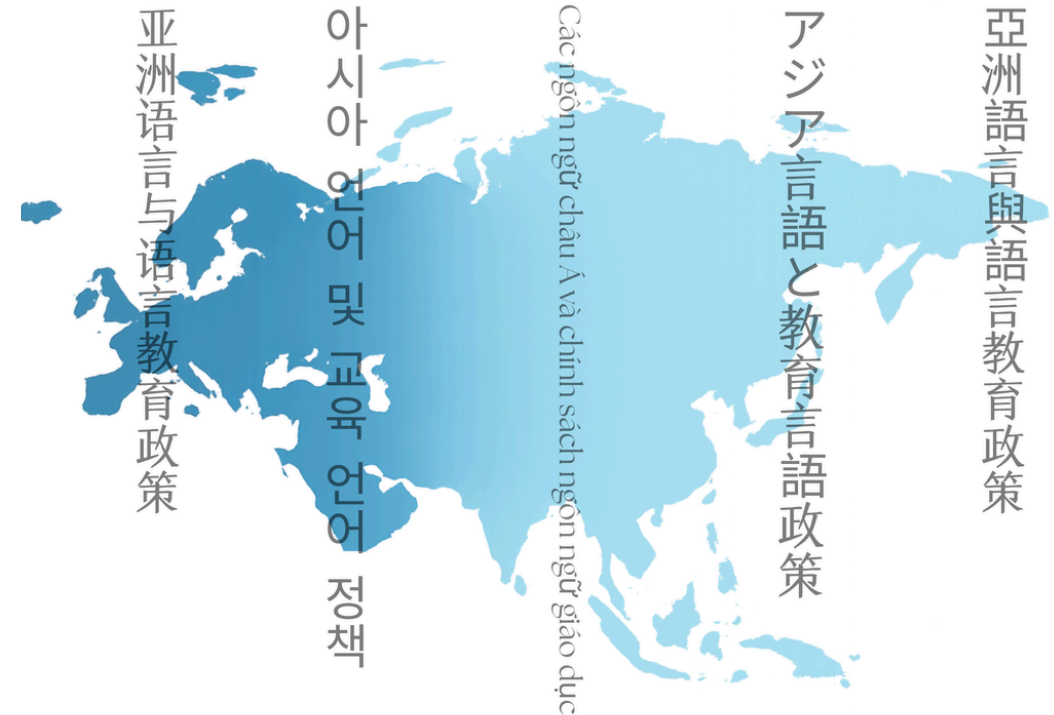 亚洲语言与语言教育政策
아시아 언어 및 교육 언어 정책
Các ngôn ngữ châu Á và chính sách ngôn ngữ giáo dục
アジア言語と教育言語政策
亞洲語言與語言教育政策